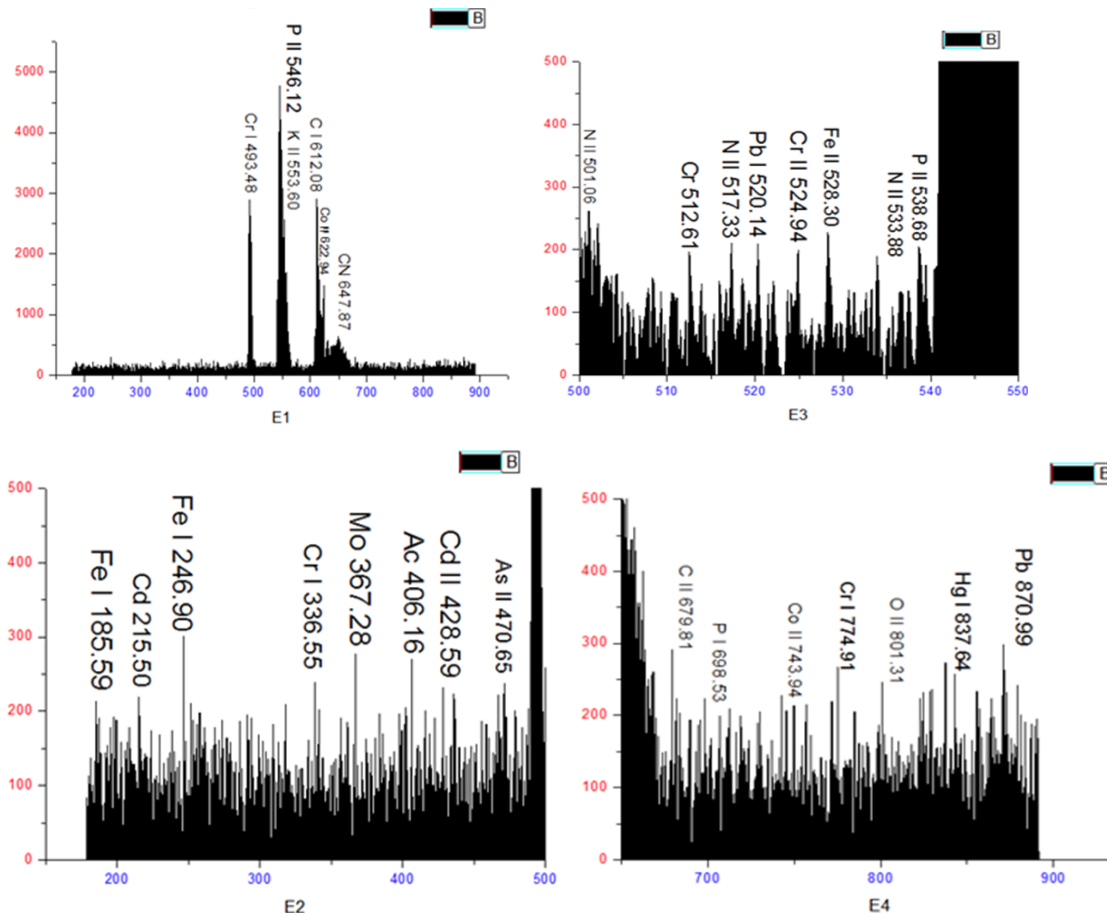 B
5000
4000
3000
2000
1000
0
Cr I 493.48
P II 546.12
K II 553.60
C I 612.08
Co II 622.94
CN 647.87
200 300 400 500 600 700 800 900
E1
B
500
400
300
200
100
0
N II 501.06
Cr 512.61
N II 517.33
Pb I 520.14
Cr II 524.94
Fe II 528.30
N II 533.88
P II 538.68
500 510 520 530 540 550
E3
B
500
400
300
200
100
0
Fe I 185.59
Cd 215.50
Fe I 246.90
Cr I 336.55
Mo 367.28
Ac 406.16
Cd II 428.59
As II 470.65
200 300 400 500
E2
B
500
400
300
200
100
0
C II 679.81
P I 698.53
Co II 743.94
Cr I 774.91
O II 801.31
Hg I 837.64
Pb 870.99
700 800 900
E4